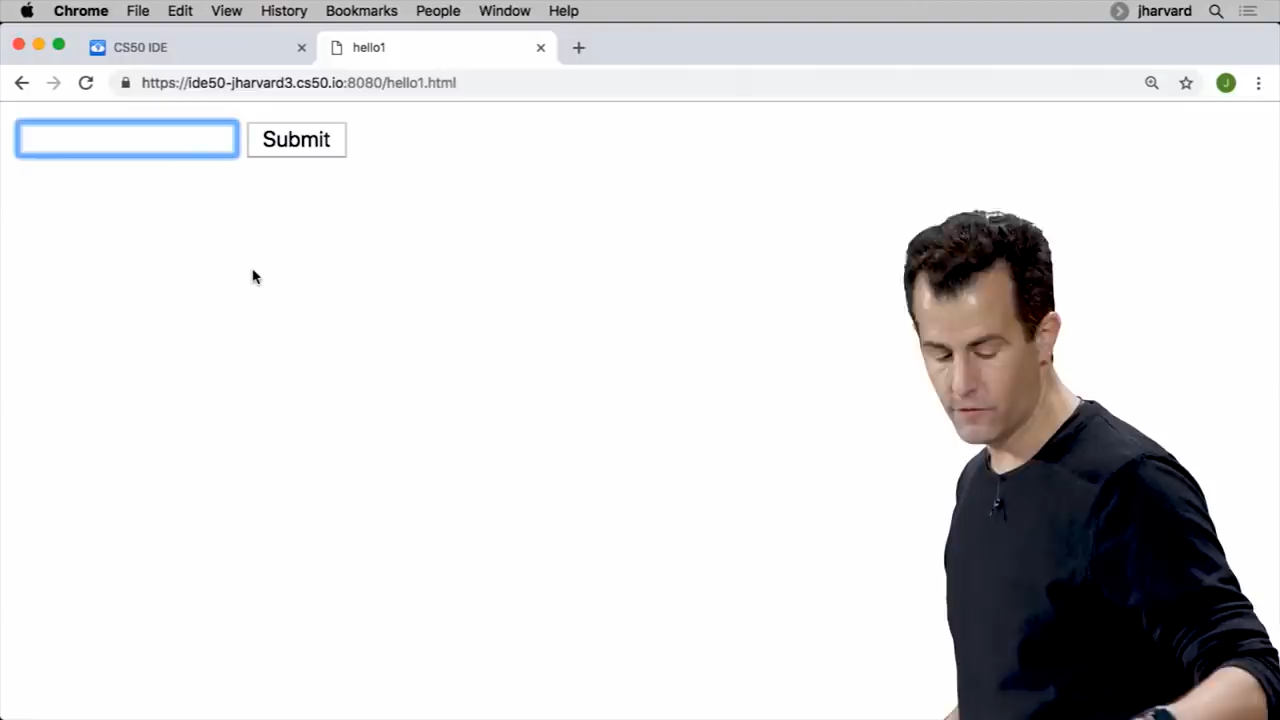 Chrome File Edit View History Bookmarks People Window Help jharvard
CS50 IDE hello1
https://ide50-jharvard3.cs50.io:8080/hello1.html J
Submit